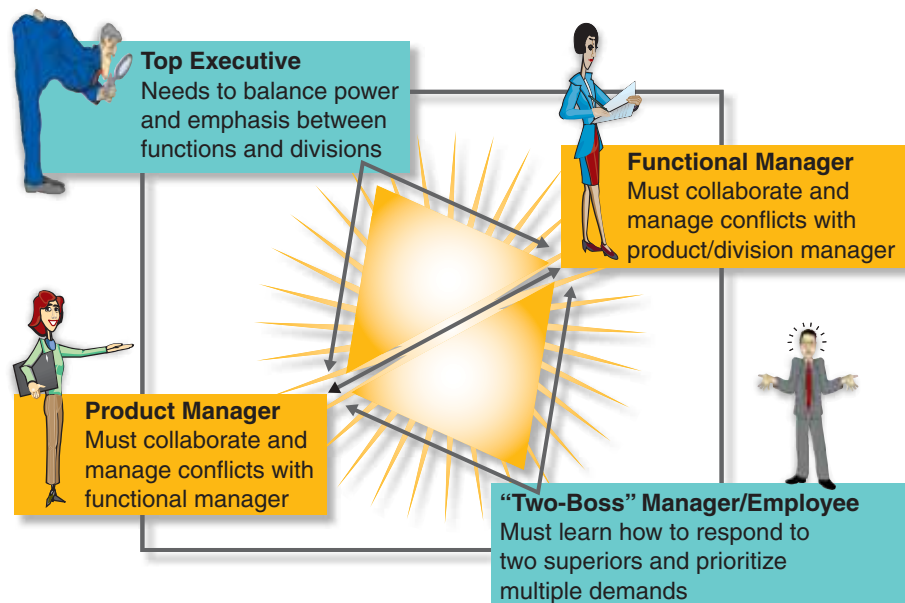 Top Executive
Needs to balance power
and emphasis between
functions and divisions
Functional Manager
Must collaborate and
manage conflicts with
product/division manager
Product Manager
Must collaborate and
manage conflicts with
functional manager
“Two-Boss” Manager/Employee
Must learn how to respond to
two superiors and prioritize
multiple demands